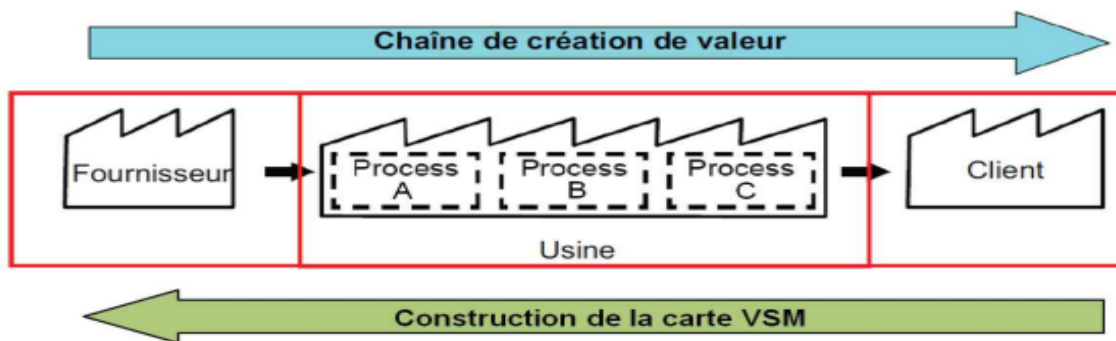 Chaîne de création de valeur
Fournisseur
Process
A
Process
B
Process
C
Usine
Client
Construction de la carte VSM